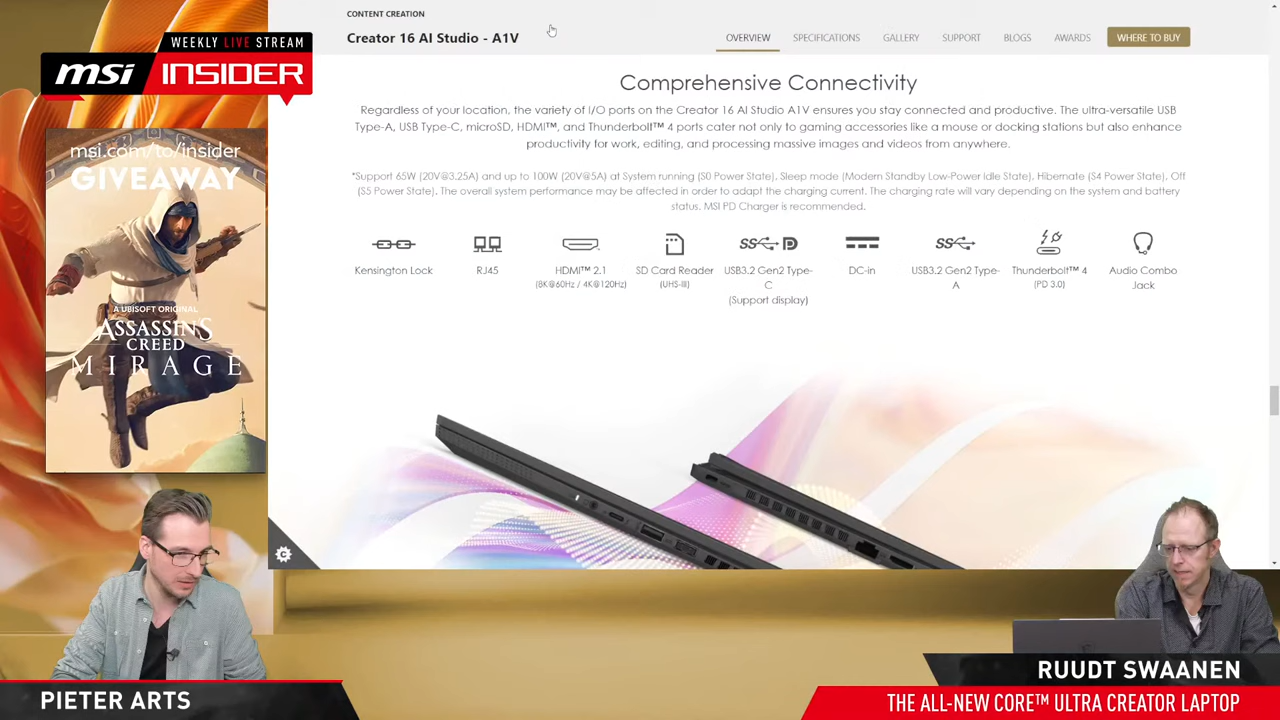 WEEKLY LIVE STREAM
msi INSIDER
msi.com/to/insider
GIVEAWAY
A UBISOFT ORIGINAL
ASSASSIN'S
CREED
MIRAGE
CONTENT CREATION
Creator 16 AI Studio - A1V
OVERVIEW
SPECIFICATIONS
GALLERY
SUPPORT
BLOGS
AWARDS
WHERE TO BUY
Comprehensive Connectivity
Regardless of your location, the variety of I/O ports on the Creator 16 AI Studio A1V ensures you stay connected and productive. The ultra-versatile USB
Type-A, USB Type-C, microSD, HDMI™, and Thunderbolt™ 4 ports cater not only to gaming accessories like a mouse or docking stations but also enhance
productivity for work, editing, and processing massive images and videos from anywhere.
*Support 65W (20V@3.25A) and up to 100W (20V@5A) at System running (S0 Power State), Sleep mode (Modern Standby Low-Power Idle State), Hibernate (S4 Power State), Off
(S5 Power State). The overall system performance may be affected in order to adapt the charging current. The charging rate will vary depending on the system and battery
status. MSI PD Charger is recommended.
SS D
SS
Kensington Lock
RJ45
HDMI™ 2.1
(8K@60Hz / 4K@120Hz)
SD Card Reader
(UHS-III)
USB3.2 Gen2 Type-
C
(Support display)
DC-in
USB3.2 Gen2 Type-
A
Thunderbolt™ 4
(PD 3.0)
Audio Combo
Jack
PIETER ARTS
RUUDT SWAANEN
THE ALL-NEW CORE™ ULTRA CREATOR LAPTOP